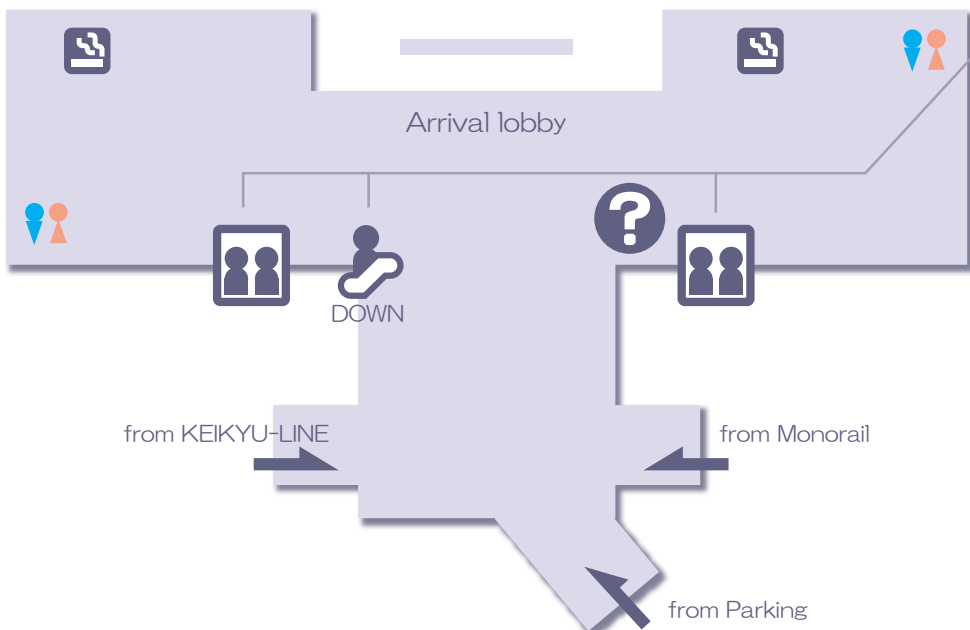 Arrival lobby
?
DOWN
from KEIKYU-LINE
from Monorail
from Parking